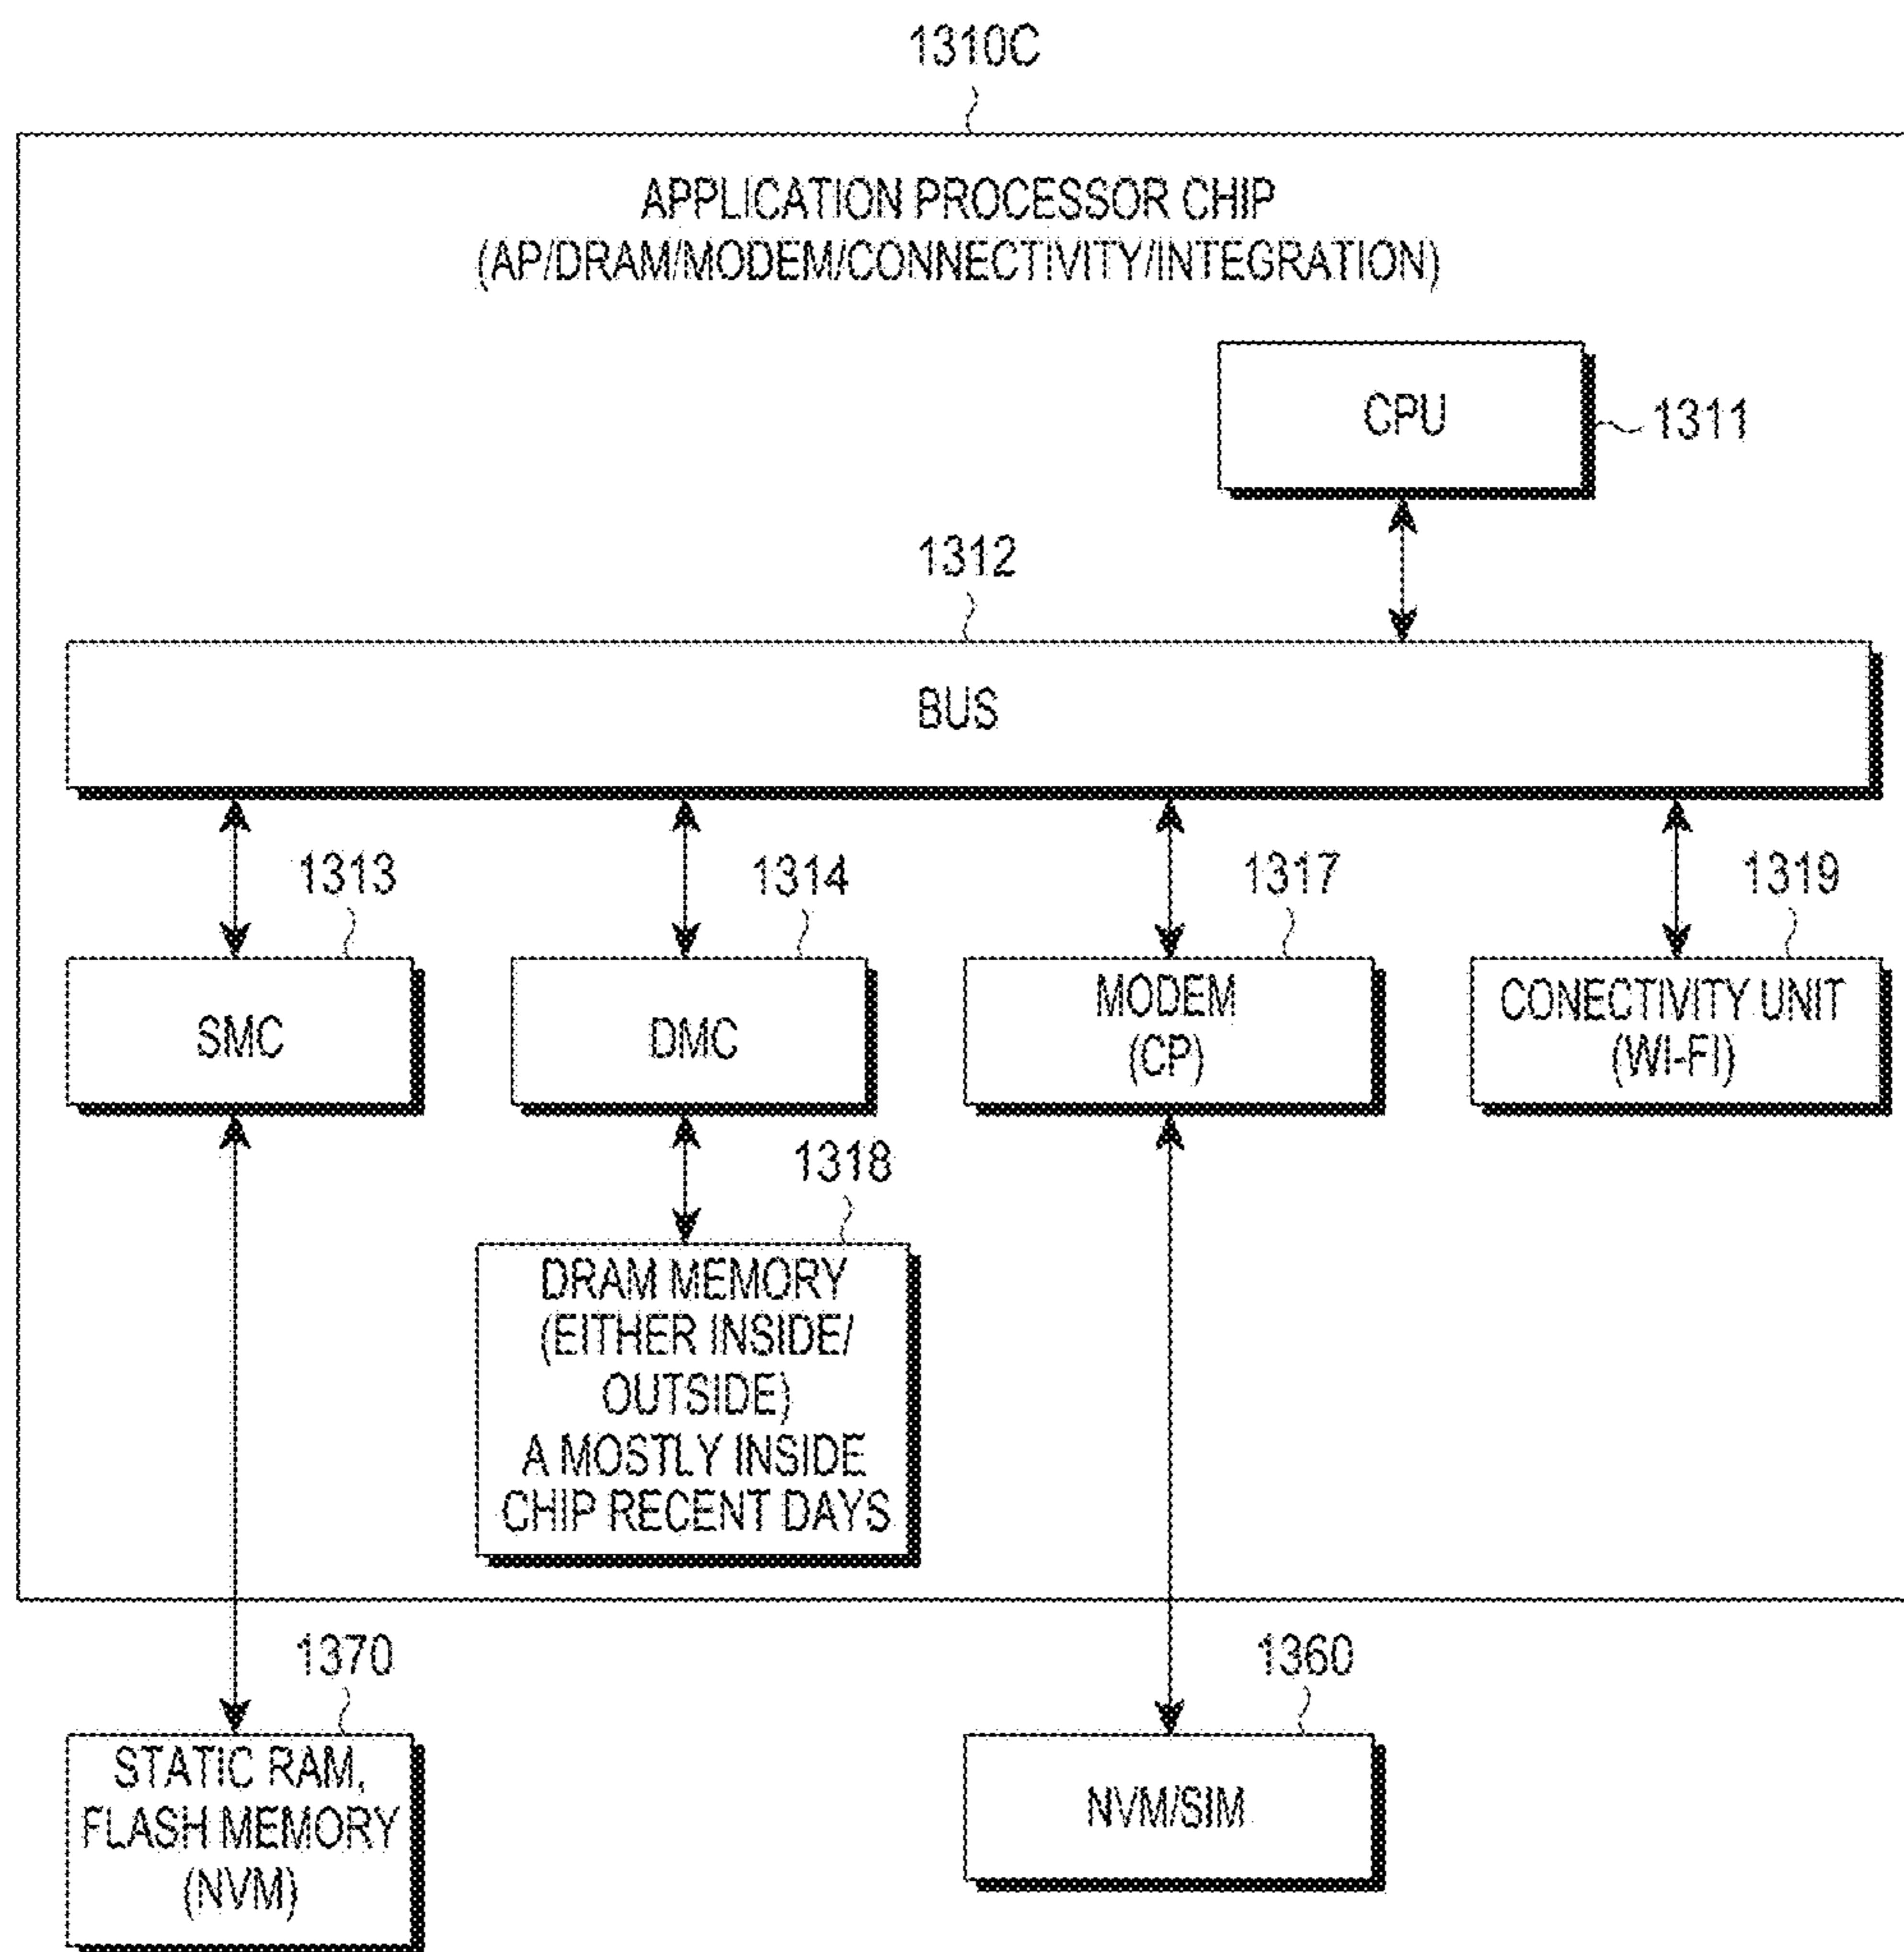 1310C
APPLICATION PROCESSOR CHIP
(AP/DRAM/MODEM/CONNECTIVITY/INTEGRATION)
CPU
1311
1312
BUS
1313
1314
1317
1319
SMC
DMC
MODEM
(CP)
CONECTIVITY UNIT
(WI-FI)
1318
DRAM MEMORY
(EITHER INSIDE/
OUTSIDE)
A MOSTLY INSIDE
CHIP RECENT DAYS
1370
1360
STATIC RAM,
FLASH MEMORY
(NVM)
NVM/SIM